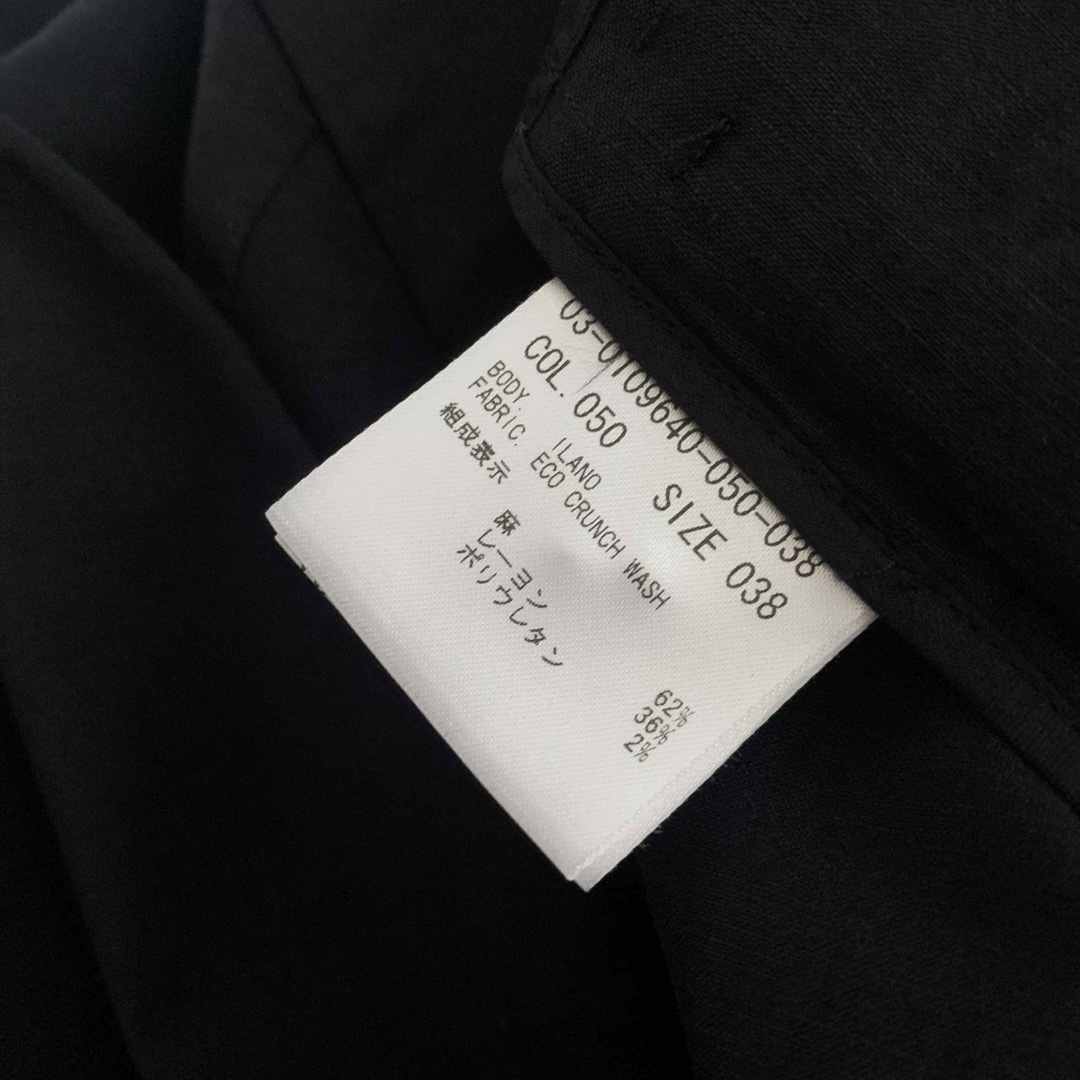 03-0109640-050-038
COL. 050 SIZE 038
BODY. ILANO
FABRIC. ECO CRUNCH WASH
組成表示
麻 62%
レーヨン 36%
ポリウレタン 2%